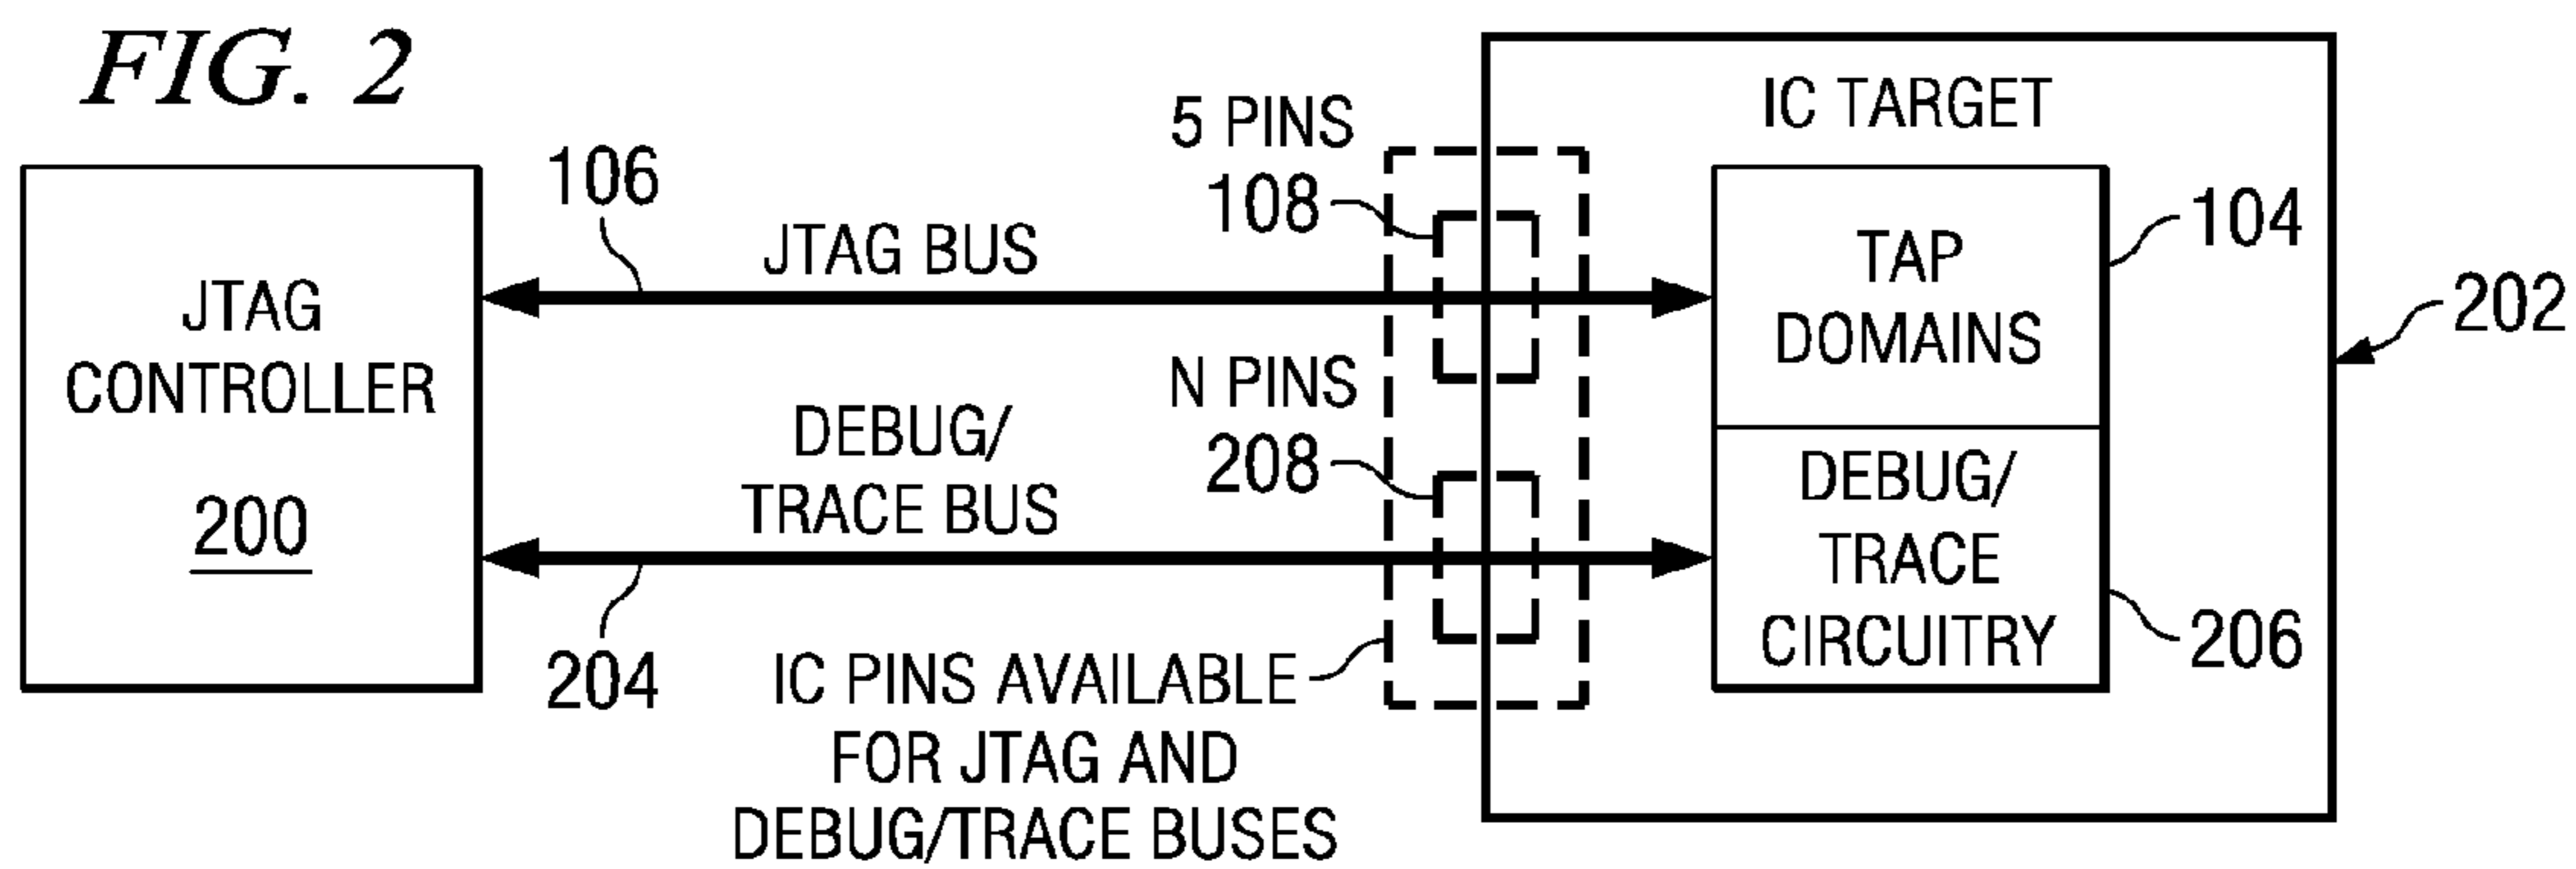 FIG. 2
JTAG
CONTROLLER
200
106
JTAG BUS
DEBUG/
TRACE BUS
204
5 PINS
108
N PINS
208
IC PINS AVAILABLE
FOR JTAG AND
DEBUG/TRACE BUSES
IC TARGET
TAP
DOMAINS
104
DEBUG/
TRACE
CIRCUITRY
206
202